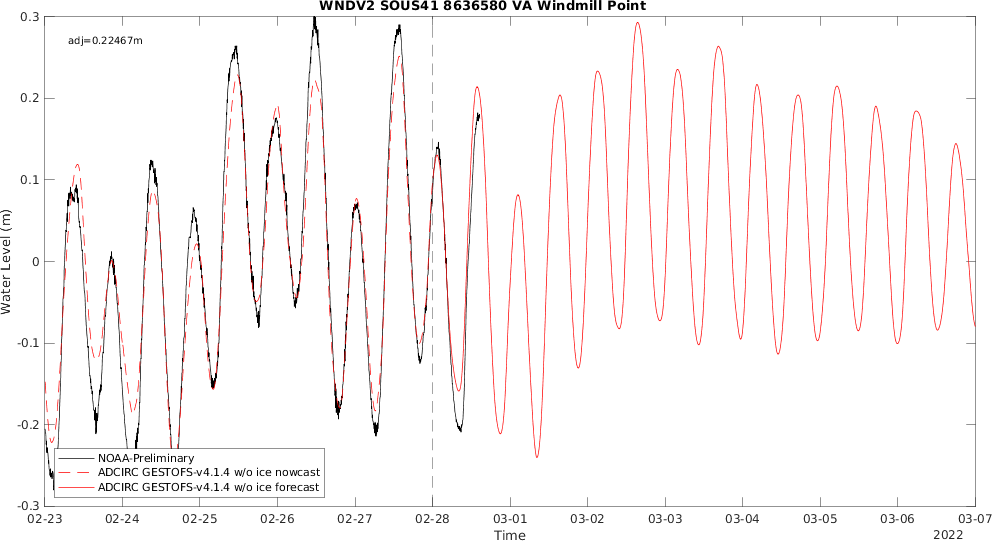 WNDV2 SOUS41 8636580 VA Windmill Point
adj=0.22467m
0.3
0.2
0.1
0
-0.1
-0.2
-0.3
Water Level (m)
NOAA-Preliminary
ADCIRC GESTOFS-v4.1.4 w/o ice nowcast
ADCIRC GESTOFS-v4.1.4 w/o ice forecast
02-23 02-24 02-25 02-26 02-27 02-28 03-01 03-02 03-03 03-04 03-05 03-06 03-07
Time
2022